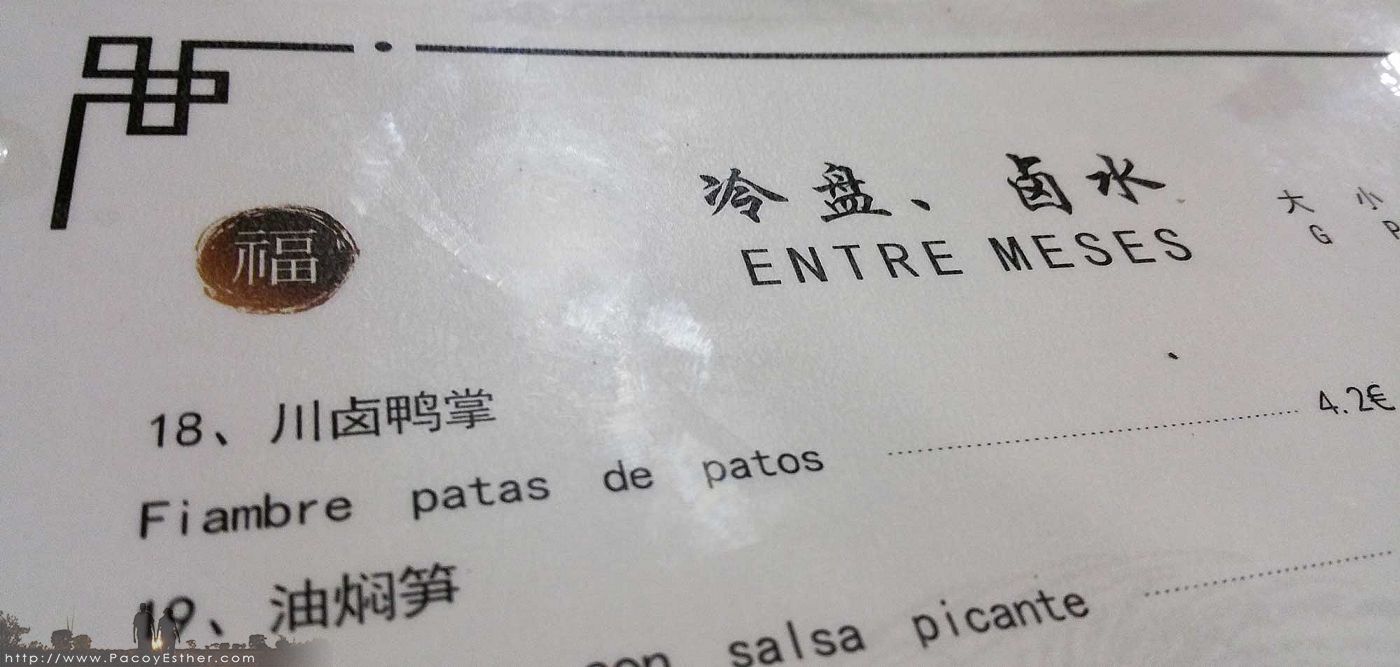 冷盘、卤水
ENTRE MESES
大 小
G P
福
18、川卤鸭掌
Fiambre patas de patos 4.2€
19、油焖笋
con salsa picante
http://www.PacoyEsther.com